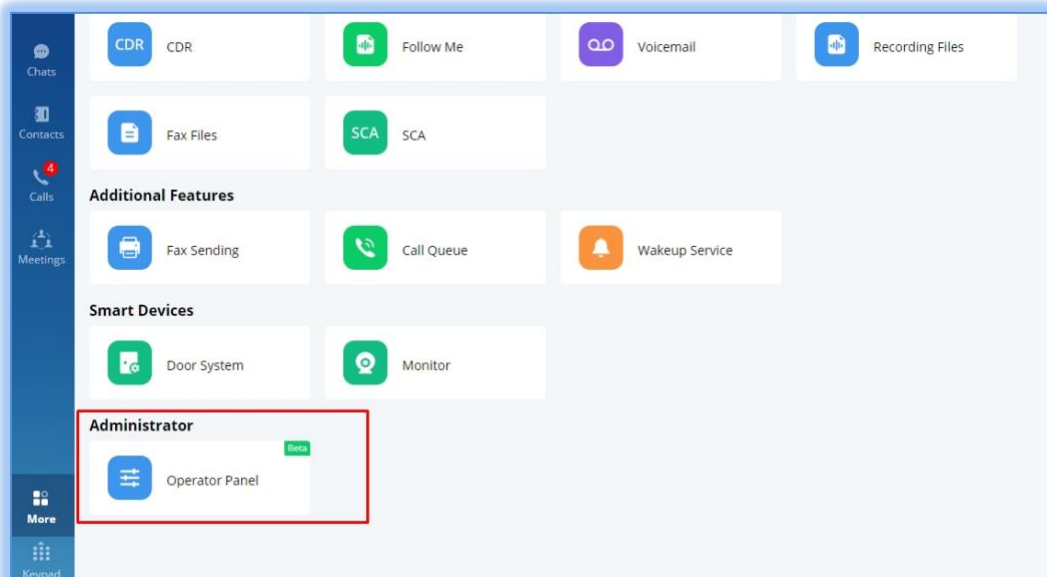 Chats
Contacts
4
Calls
Meetings
More
Keypad
CDR CDR
Follow Me
Voicemail
Recording Files
Fax Files
SCA SCA
Additional Features
Fax Sending
Call Queue
Wakeup Service
Smart Devices
Door System
Monitor
Administrator
Beta
Operator Panel